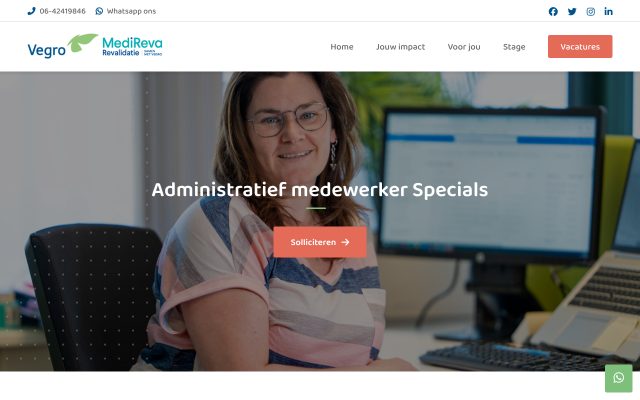 06-42419846 Whatsapp ons
Vegro MediReva
Revalidatie
Home Jouw impact Voor jou Stage Vacatures
Administratief medewerker Specials
Solliciteren